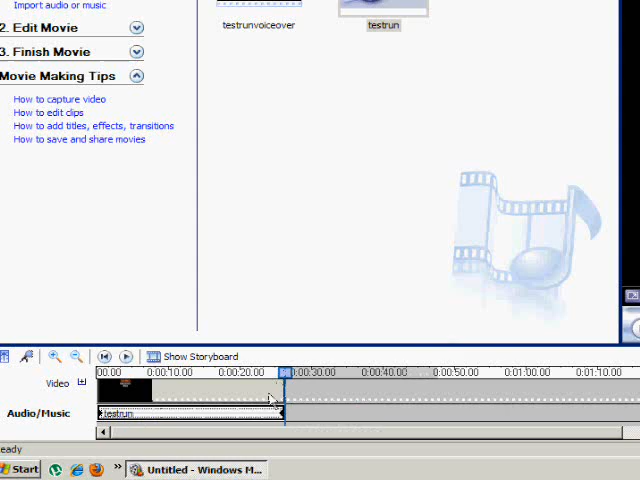 Import audio or music
2. Edit Movie
3. Finish Movie
Movie Making Tips
How to capture video
How to edit clips
How to add titles, effects, transitions
How to save and share movies
testrunvoiceover
testrun
Show Storyboard
00.00 0:00:10.00 0:00:20.00 0:00:30.00 0:00:40.00 0:00:50.00 0:01:00.00 0:01:10.00
Video
Audio/Music
testrun
eady
Start
Untitled - Windows M...